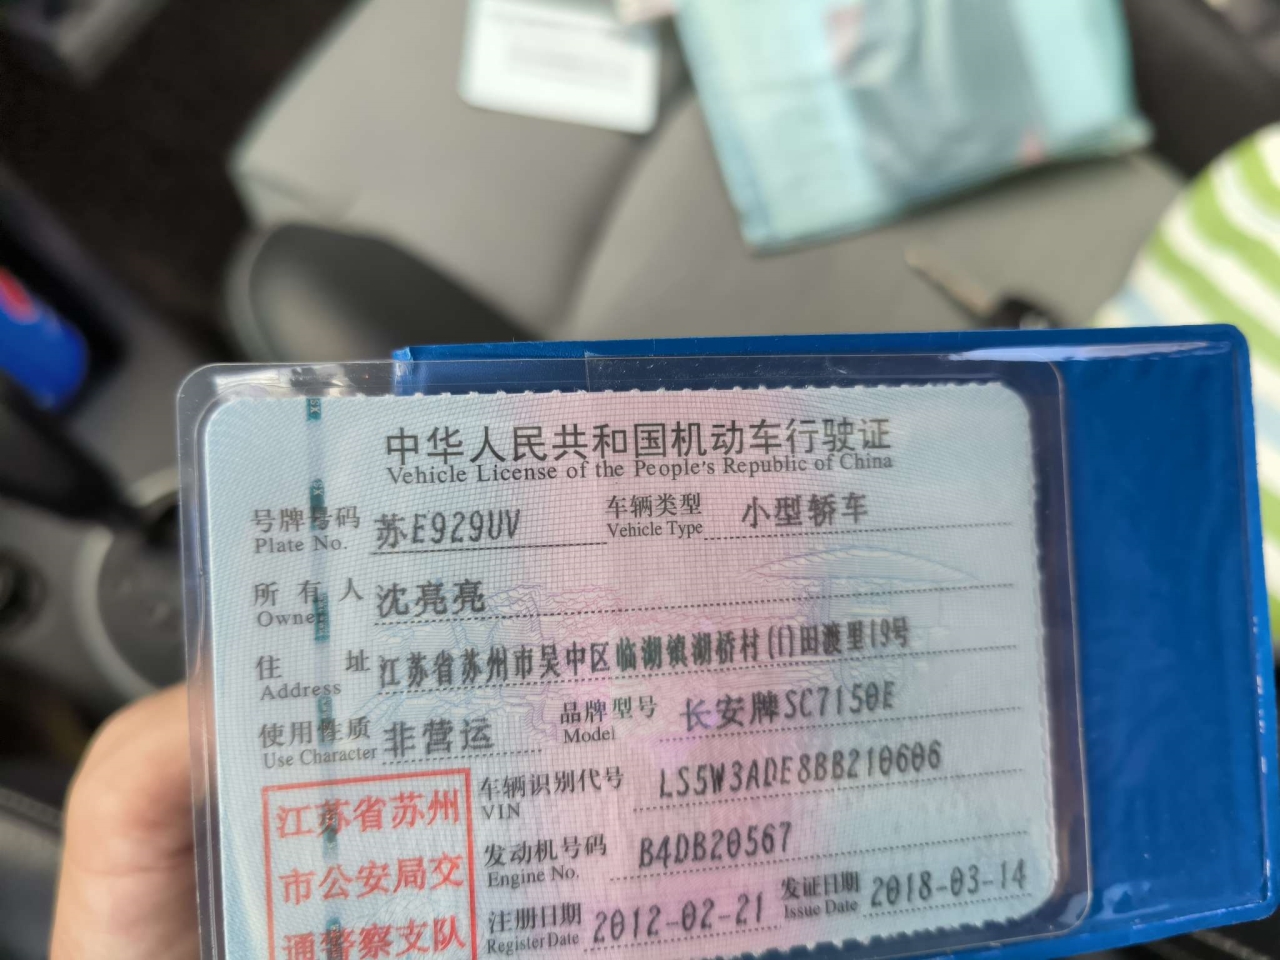 中华人民共和国机动车行驶证
Vehicle License of the People's Republic of China
号牌号码 苏E929UV 车辆类型 小型轿车
Plate No. Vehicle Type
所有人 沈亮亮
Owner
住址 江苏省苏州市吴中区临湖镇湖桥村(1)田渡里19号
Address
使用性质 非营运 品牌型号 长安牌SC7150E
Use Character Model
车辆识别代号 LS5W3ADE8BB210606
VIN
发动机号码 B4DB20567
Engine No.
注册日期 2012-02-21 发证日期 2018-03-14
Register Date Issue Date
江苏省苏州
市公安局交
通警察支队